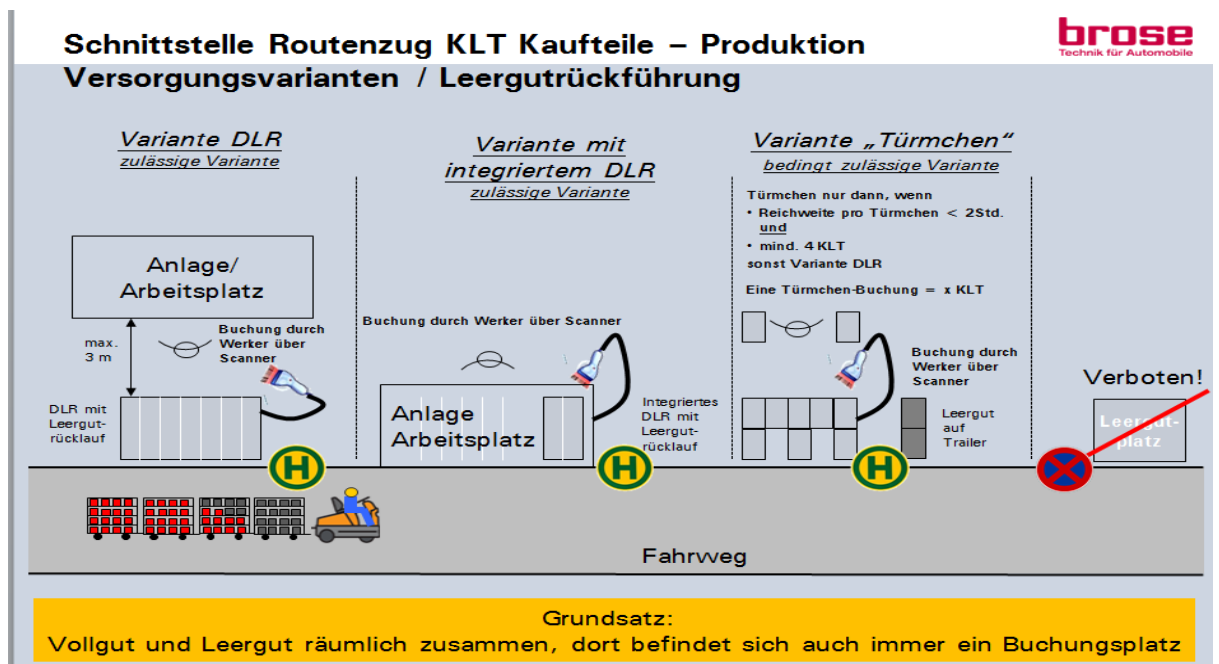 Schnittstelle Routenzug KLT Kaufteile – Produktion
Versorgungsvarianten / Leergutrückführung
brose
Technik für Automobile
Variante DLR
zulässige Variante
Anlage/
Arbeitsplatz
max.
3 m
Buchung durch
Werker über
Scanner
DLR mit
Leergut-
rücklauf
H
Variante mit
integriertem DLR
zulässige Variante
Buchung durch Werker über Scanner
Anlage
Arbeitsplatz
Integriertes
DLR mit
Leergut-
rücklauf
H
Variante „Türmchen“
bedingt zulässige Variante
Türmchen nur dann, wenn
• Reichweite pro Türmchen < 2Std.
und
• mind. 4 KLT
sonst Variante DLR
Eine Türmchen-Buchung = x KLT
Buchung durch
Werker über
Scanner
Leergut
auf
Trailer
H
Verboten!
Leergut-
platz
Fahrweg
Grundsatz:
Vollgut und Leergut räumlich zusammen, dort befindet sich auch immer ein Buchungsplatz